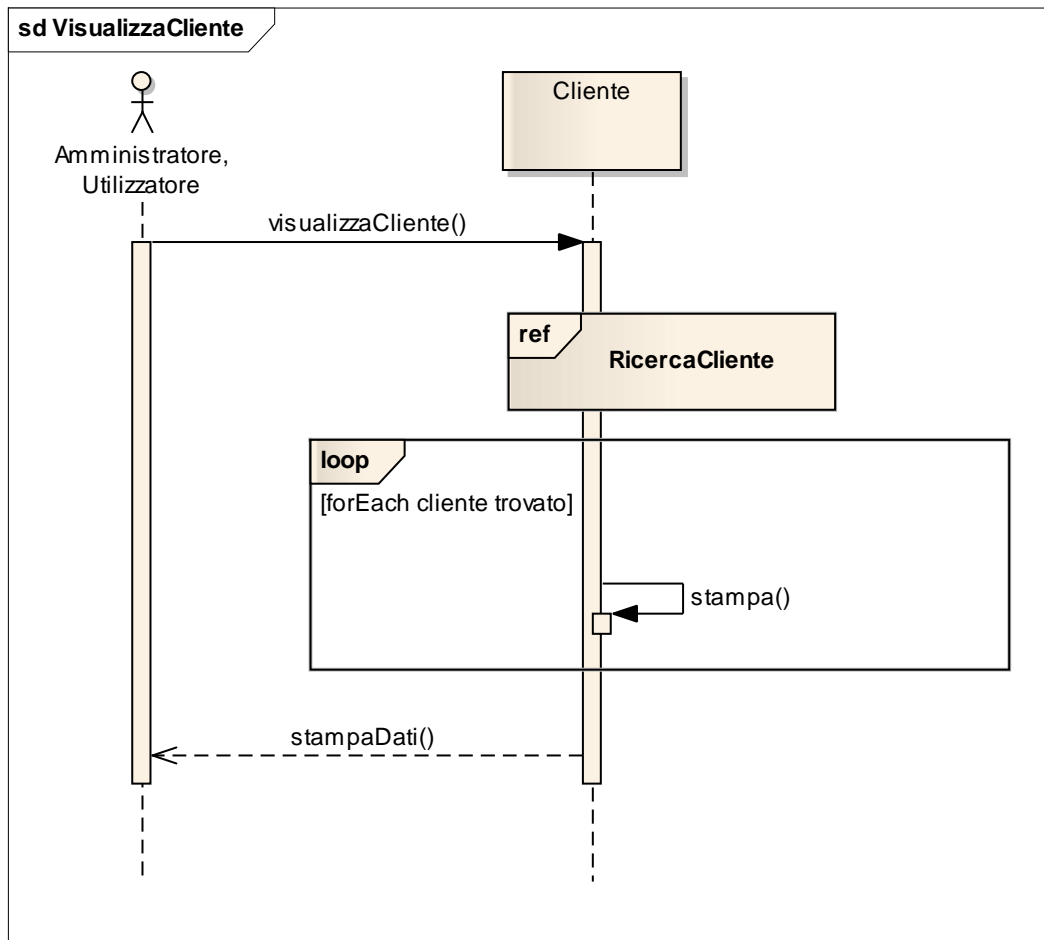 sd VisualizzaCliente
Amministratore,
Utilizzatore
Cliente
visualizzaCliente()
ref
RicercaCliente
loop
[forEach cliente trovato]
stampa()
stampaDati()